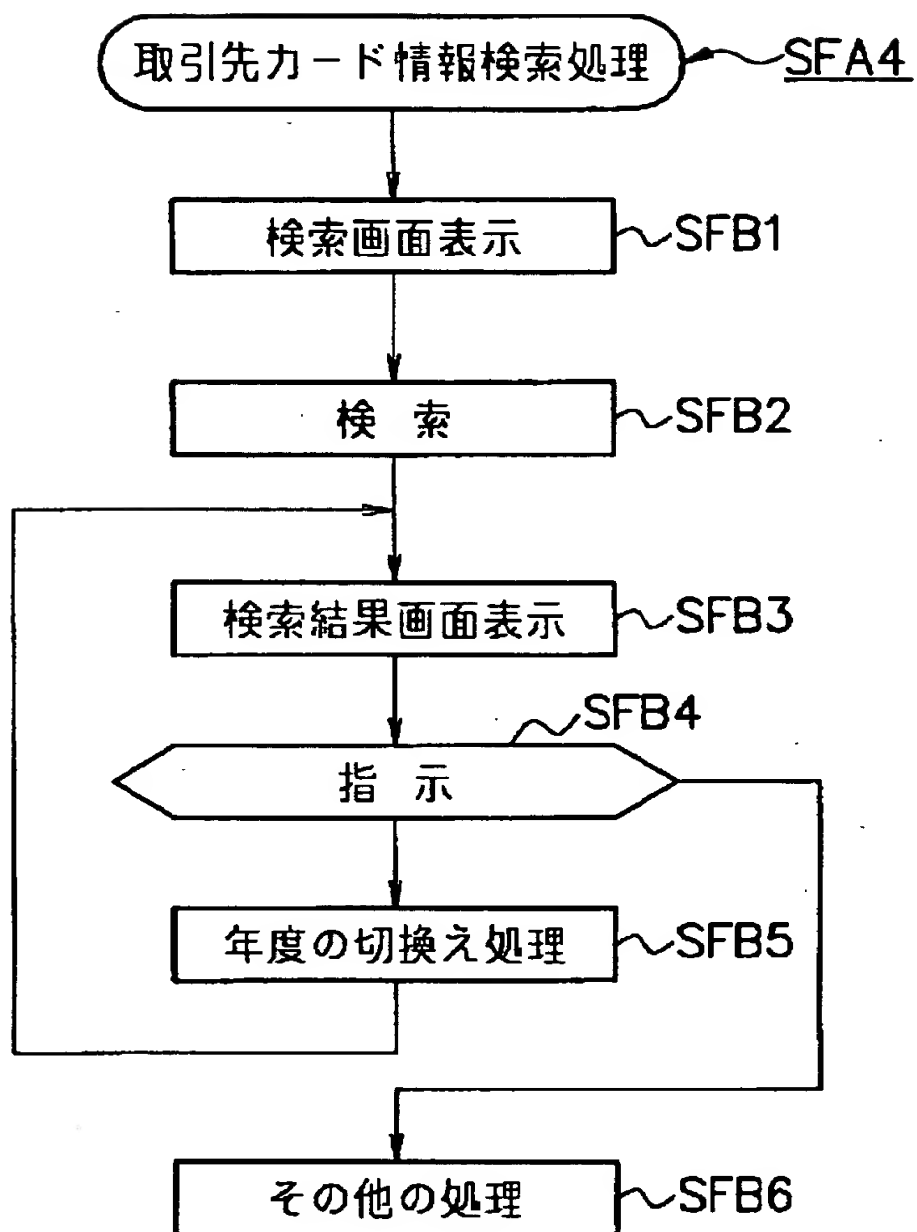 取引先カード情報検索処理 SFA4
検索画面表示 SFB1
検索 SFB2
検索結果画面表示 SFB3
SFB4
指示
年度の切換え処理 SFB5
その他の処理 SFB6